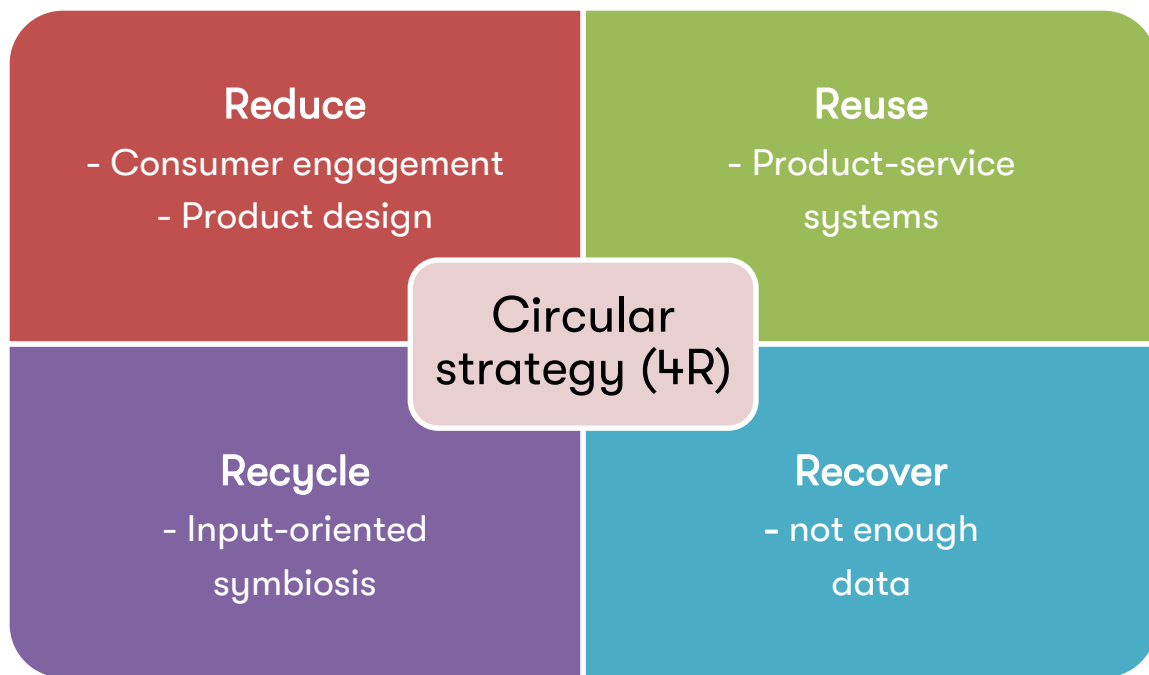 Reduce
- Consumer engagement
- Product design
Reuse
- Product-service
systems
Circular
strategy (4R)
Recycle
- Input-oriented
symbiosis
Recover
- not enough
data